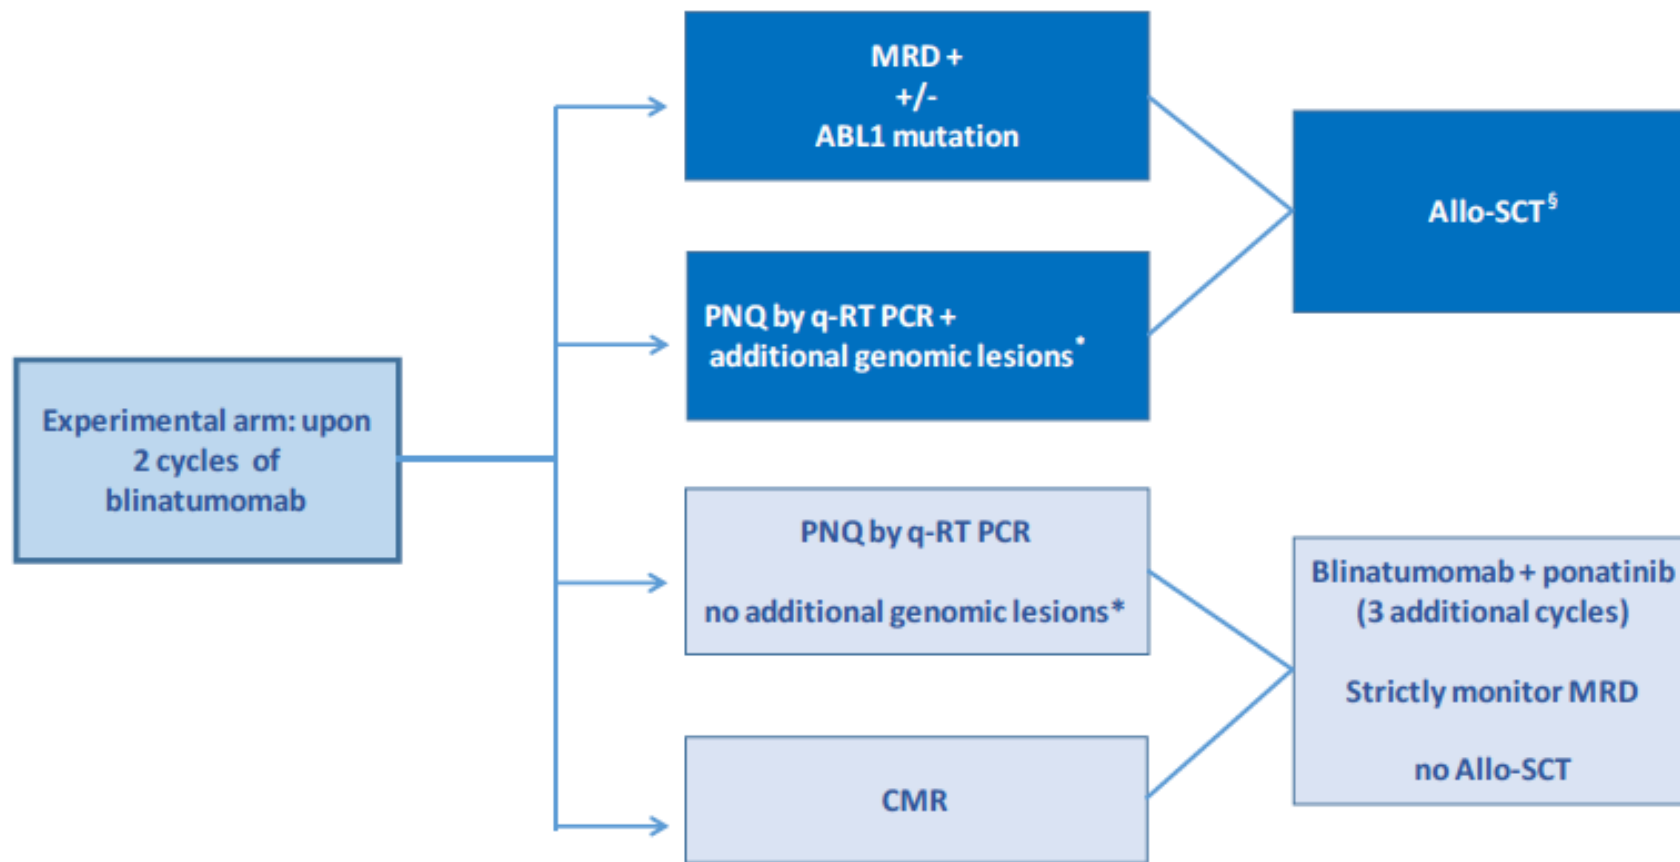 MRD +
+/-
ABL1 mutation
Allo-SCT§
PNQ by q-RT PCR +
additional genomic lesions*
Experimental arm: upon
2 cycles of
blinatumomab
PNQ by q-RT PCR
no additional genomic lesions*
Blinatumomab + ponatinib
(3 additional cycles)
Strictly monitor MRD
no Allo-SCT
CMR